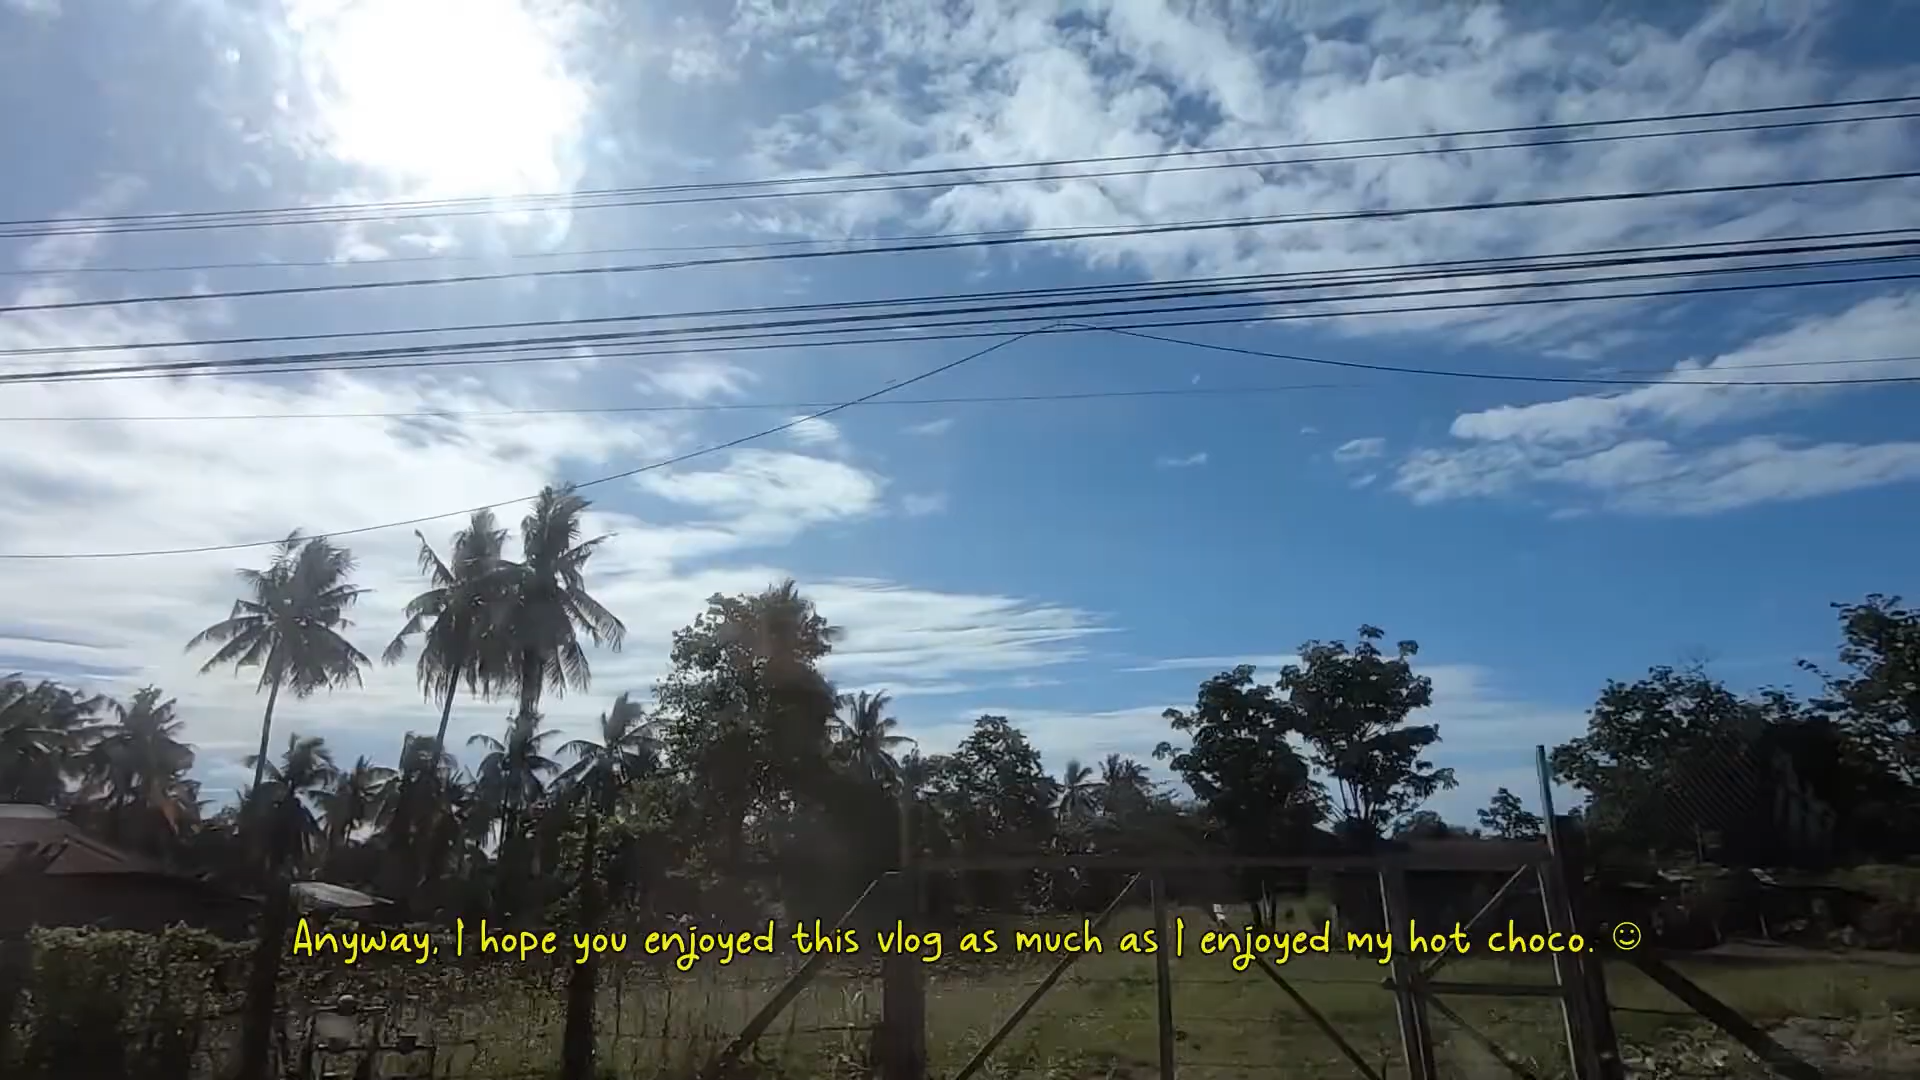 Anyway, I hope you enjoyed this vlog as much as I enjoyed my hot choco. ☺